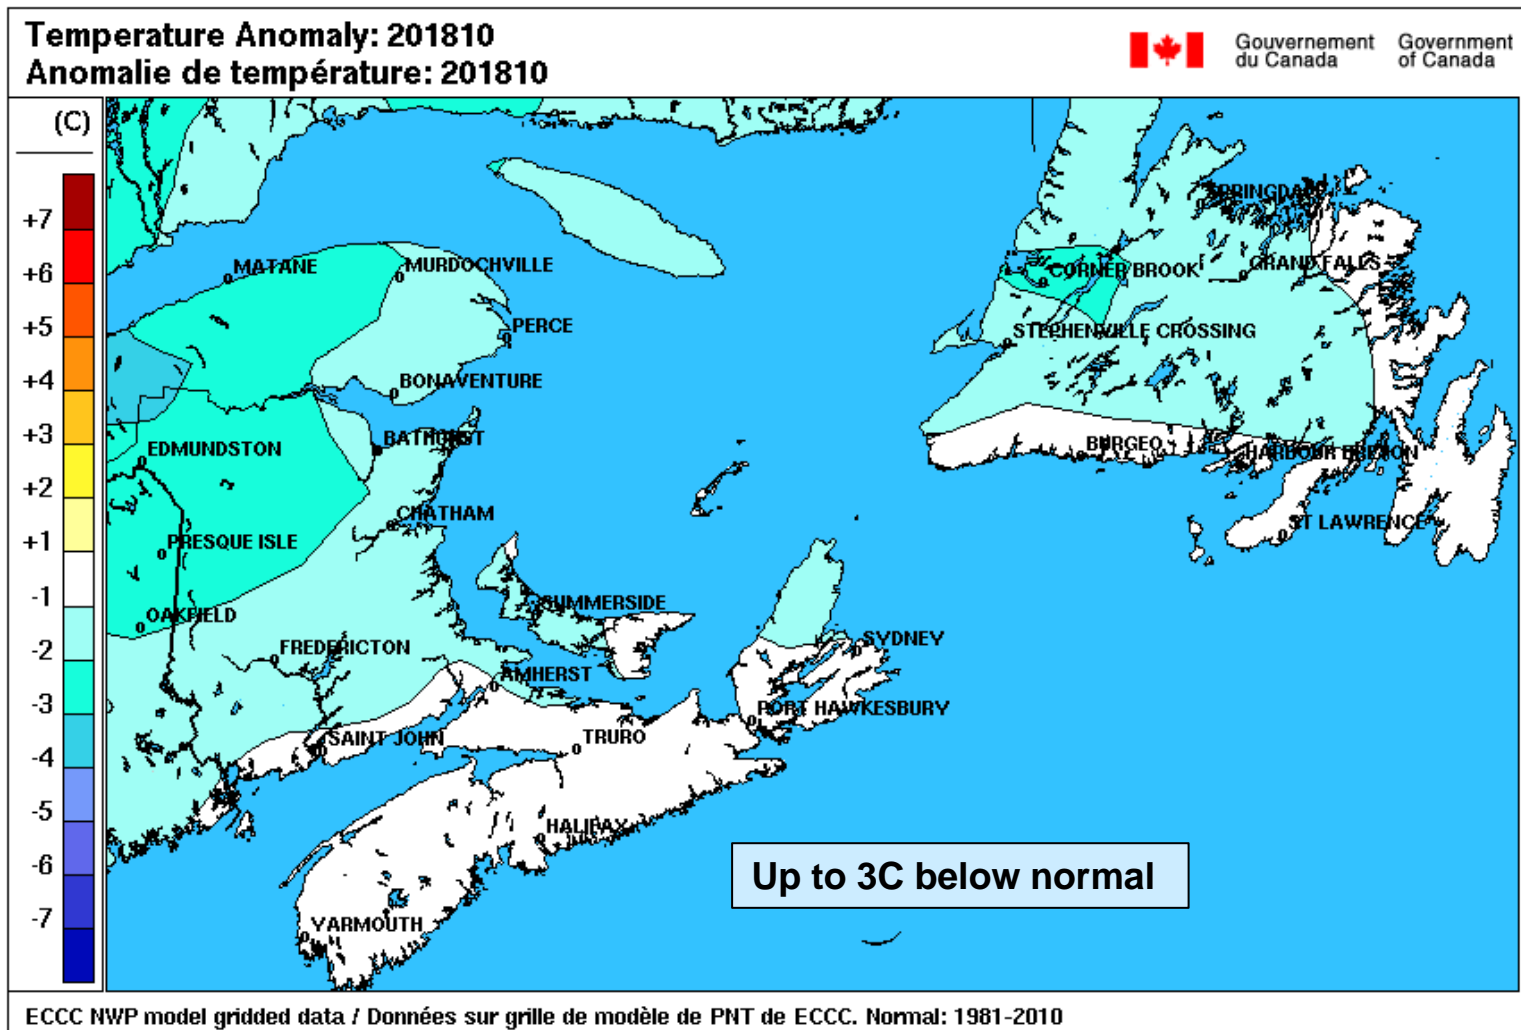 Temperature Anomaly: 201810
Anomalie de température: 201810
Gouvernement du Canada
Government of Canada
(C)
+7
+6
+5
+4
+3
+2
+1
-1
-2
-3
-4
-5
-6
-7
MATANE
MURDOCHVILLE
PERCE
BONAVENTURE
BATHURST
EDMUNDSTON
CHATHAM
PRESQUE ISLE
OAKFIELD
FREDERICTON
SUMMERSIDE
AMHERST
SAINT JOHN
TRURO
PORT HAWKESBURY
SYDNEY
HALIFAX
YARMOUTH
SPRINGDALE
GRAND FALLS
CORNER BROOK
STEPHENVILLE CROSSING
BURGEO
HARBOUR BRETON
ST LAWRENCE
Up to 3C below normal
ECCC NWP model gridded data / Données sur grille de modèle de PNT de ECCC. Normal: 1981-2010